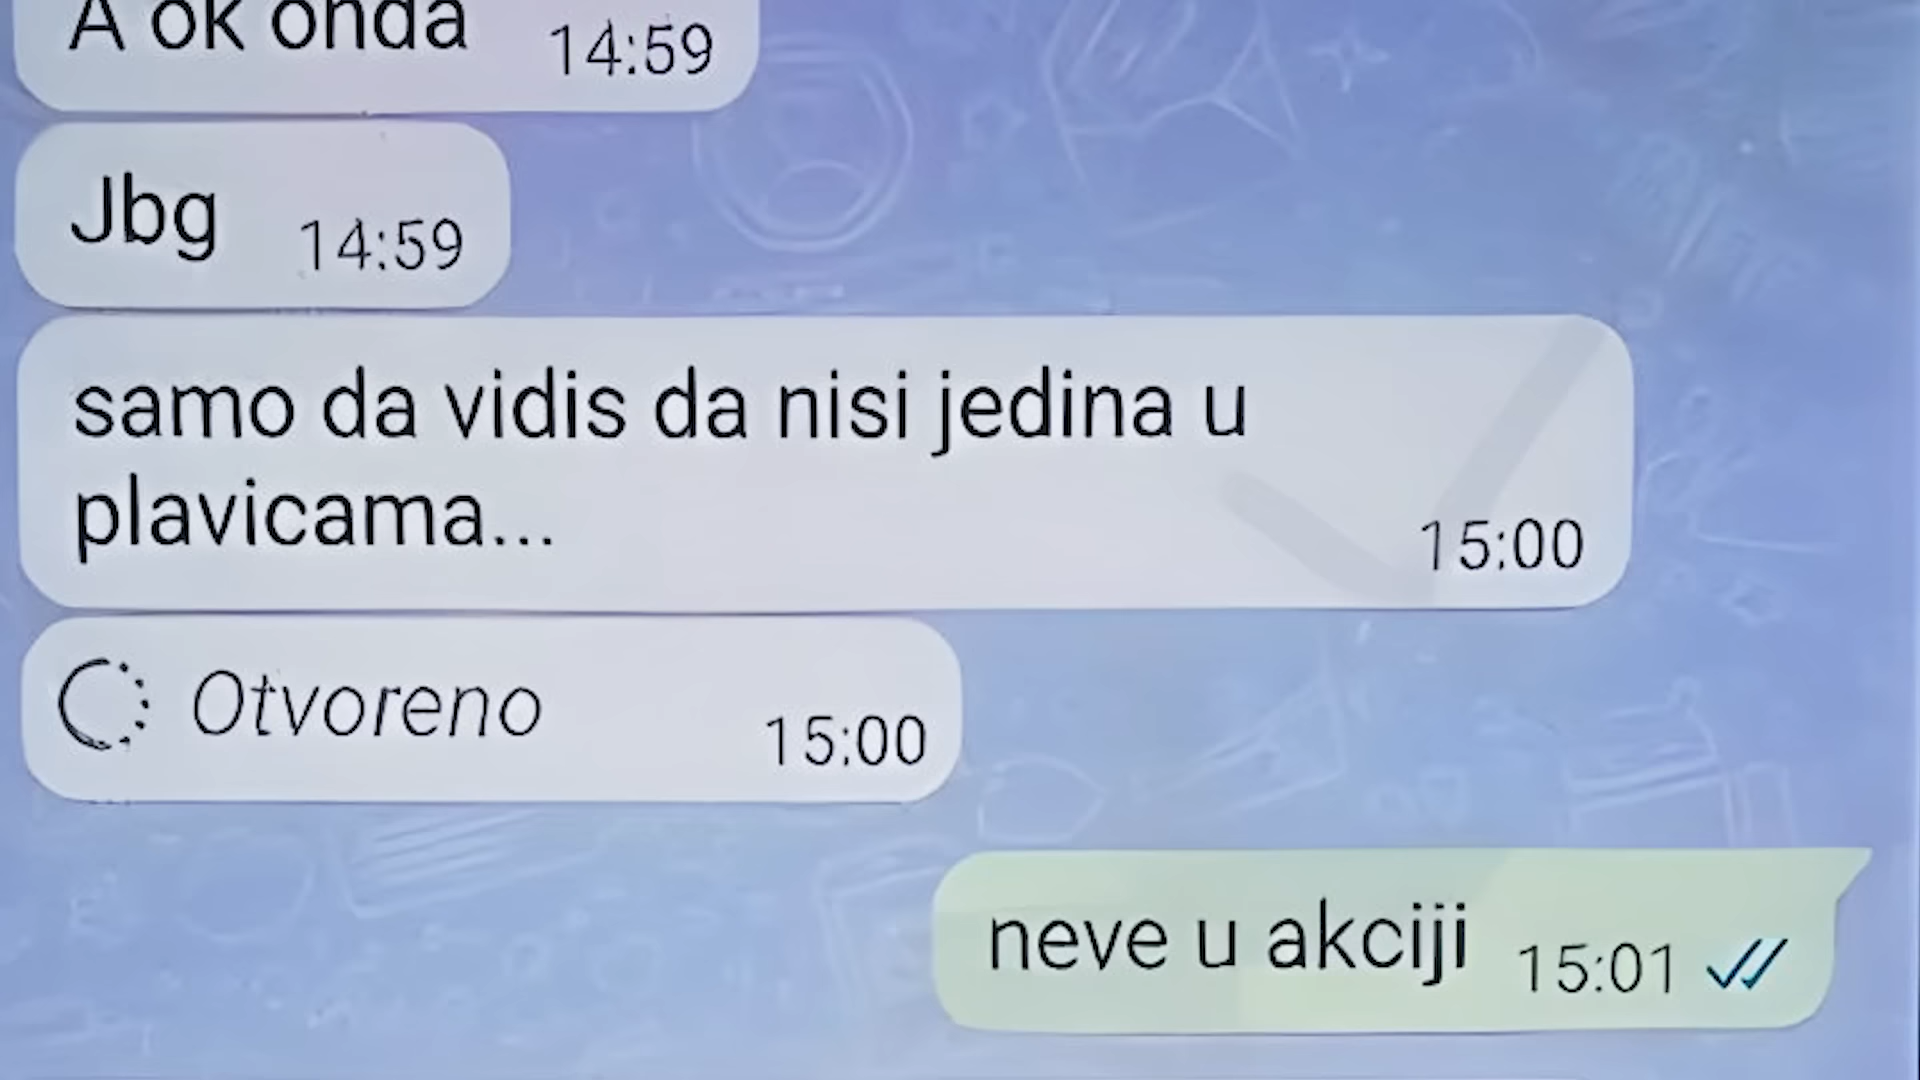 A ok onda 14:59
Jbg 14:59
samo da vidis da nisi jedina u
plavicama... 15:00
Otvoreno 15:00
neve u akciji 15:01